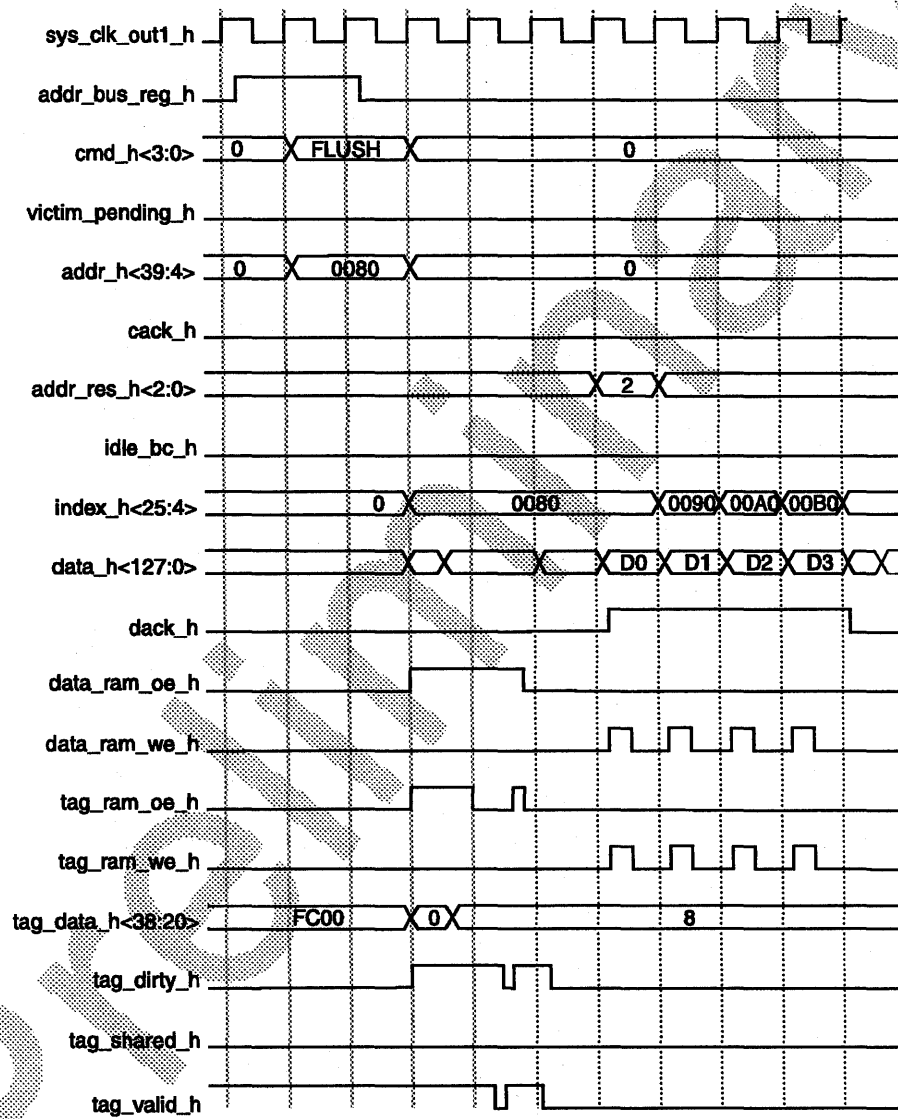 sys_clk_out1_h
addr_bus_reg_h
cmd_h<3:0> 0 FLUSH 0
victim_pending_h
addr_h<39:4> 0 0080 0
cack_h
addr_res_h<2:0> 2
idle_bc_h
index_h<25:4> 0 0080 0090 00A0 00B0
data_h<127:0> D0 D1 D2 D3
dack_h
data_ram_oe_h
data_ram_we_h
tag_ram_oe_h
tag_ram_we_h
tag_data_h<38:20> FC00 0 8
tag_dirty_h
tag_shared_h
tag_valid_h